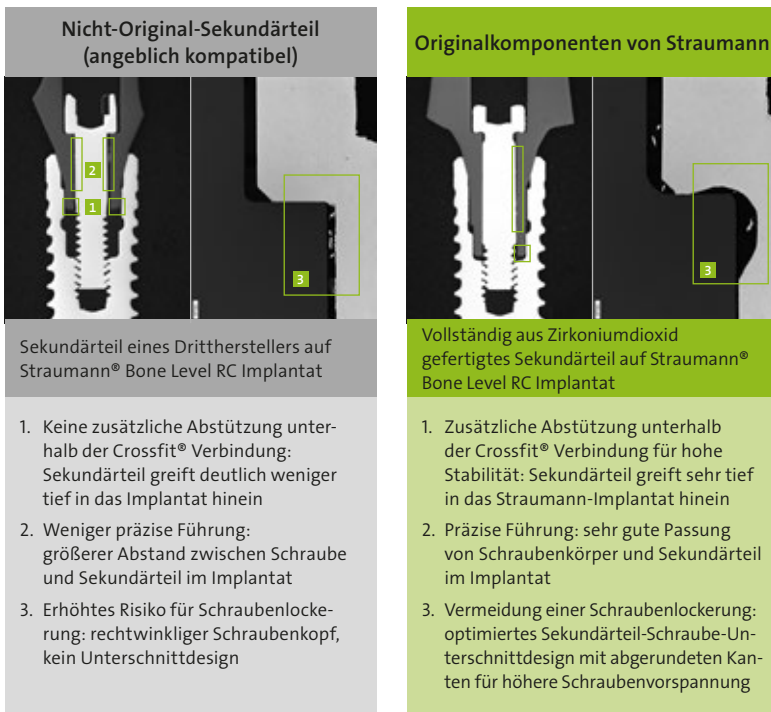 Nicht-Original-Sekundärteil
(angeblich kompatibel)
2
1
3
Sekundärteil eines Drittherstellers auf
Straumann® Bone Level RC Implantat
1. Keine zusätzliche Abstützung unter-
halb der Crossfit® Verbindung:
Sekundärteil greift deutlich weniger
tief in das Implantat hinein
2. Weniger präzise Führung:
größerer Abstand zwischen Schraube
und Sekundärteil im Implantat
3. Erhöhtes Risiko für Schraubenlocke-
rung: rechtwinkliger Schraubenkopf,
kein Unterschnittdesign
Originalkomponenten von Straumann
3
Vollständig aus Zirkoniumdioxid
gefertigtes Sekundärteil auf Straumann®
Bone Level RC Implantat
1. Zusätzliche Abstützung unterhalb
der Crossfit® Verbindung für hohe
Stabilität: Sekundärteil greift sehr tief
in das Straumann-Implantat hinein
2. Präzise Führung: sehr gute Passung
von Schraubenkörper und Sekundärteil
im Implantat
3. Vermeidung einer Schraubenlockerung:
optimiertes Sekundärteil-Schraube-Un-
terschnittdesign mit abgerundeten Kan-
ten für höhere Schraubenvorspannung